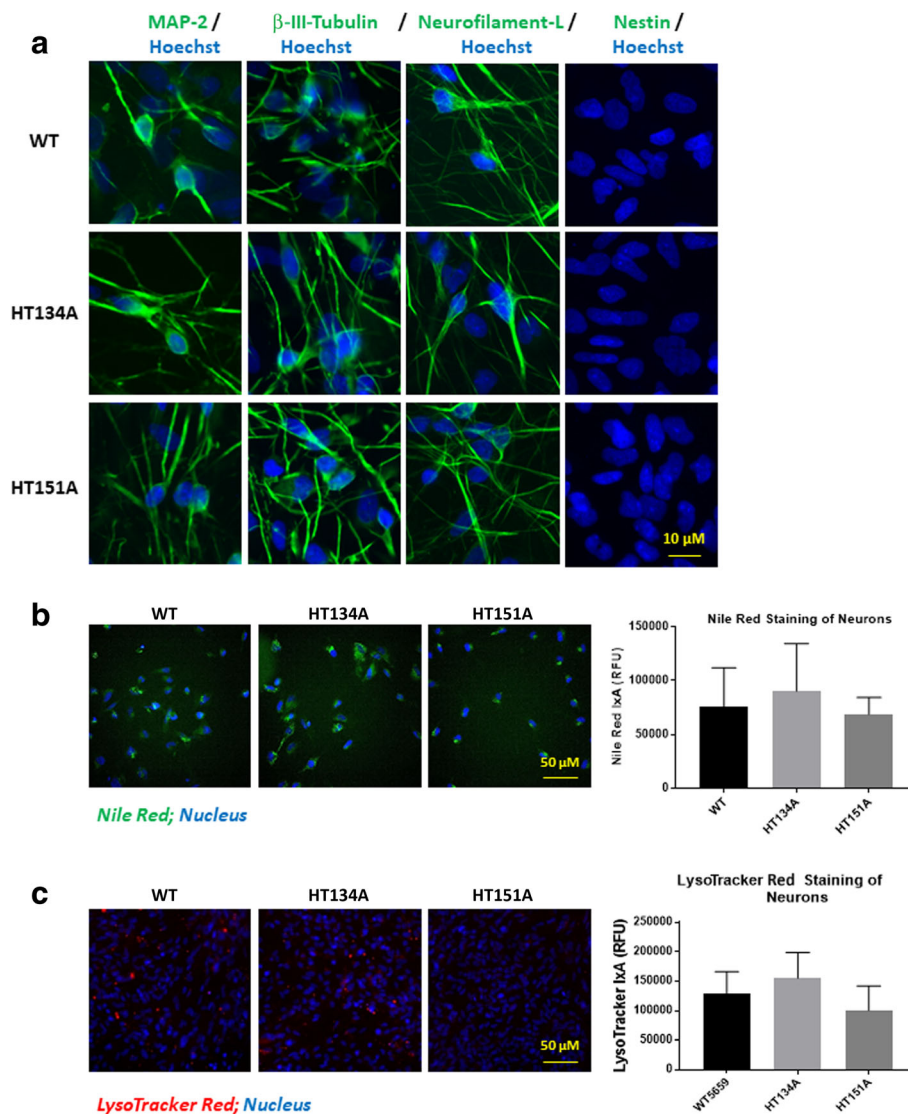 a
MAP-2 / β-III-Tubulin / Neurofilament-L / Nestin /
Hoechst Hoechst Hoechst Hoechst
WT
HT134A
HT151A
10 µM
b
WT HT134A HT151A
50 µM
Nile Red; Nucleus
Nile Red Staining of Neurons
Nile Red IxA (RFU)
150000
100000
50000
0
WT
HT134A
HT151A
c
WT HT134A HT151A
50 µM
LysoTracker Red; Nucleus
LysoTracker Red Staining of
Neurons
LysoTracker IxA (RFU)
250000
200000
150000
100000
50000
0
WT5659
HT134A
HT151A